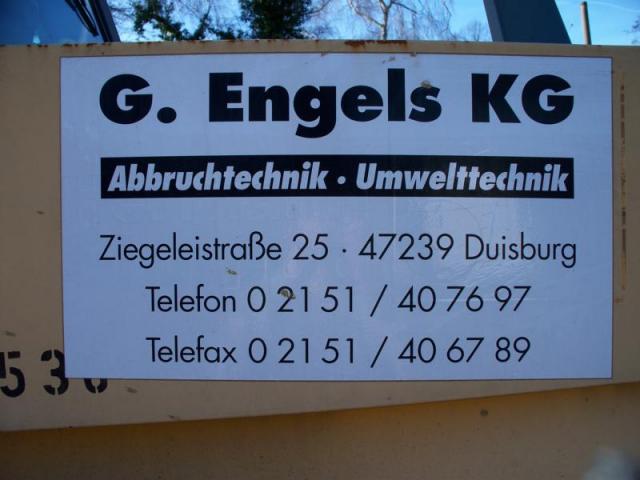 G. Engels KG
Abbruchtechnik · Umwelttechnik
Ziegeleistraße 25 · 47239 Duisburg
Telefon 0 21 51 / 40 76 97
Telefax 0 21 51 / 40 67 89
536